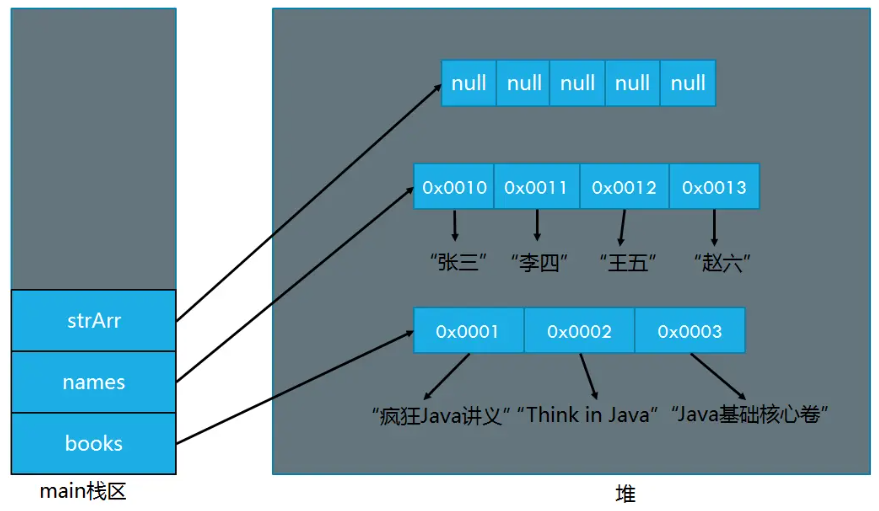 null null null null null
0x0010 0x0011 0x0012 0x0013
“张三” “李四” “王五” “赵六”
strArr
names
books
0x0001 0x0002 0x0003
“疯狂Java讲义” “Think in Java” “Java基础核心卷”
main栈区
堆